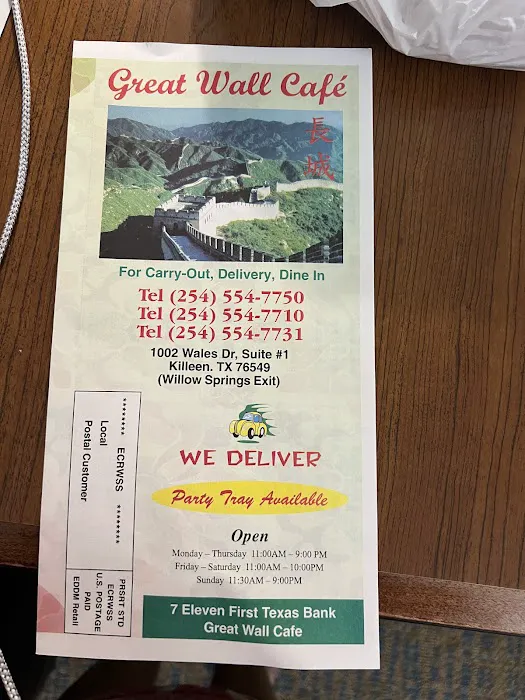 Great Wall Café
長
城
For Carry-Out, Delivery, Dine In
Tel (254) 554-7750
Tel (254) 554-7710
Tel (254) 554-7731
1002 Wales Dr, Suite #1
Killeen. TX 76549
(Willow Springs Exit)
WE DELIVER
Party Tray Available
Open
Monday – Thursday 11:00AM – 9:00 PM
Friday – Saturday 11:00AM – 10:00PM
Sunday 11:30AM – 9:00PM
7 Eleven First Texas Bank
Great Wall Cafe
******** ECRWSS ********
Local
Postal Customer
PRSRT STD
ECRWSS
U.S. POSTAGE
PAID
EDDM Retail